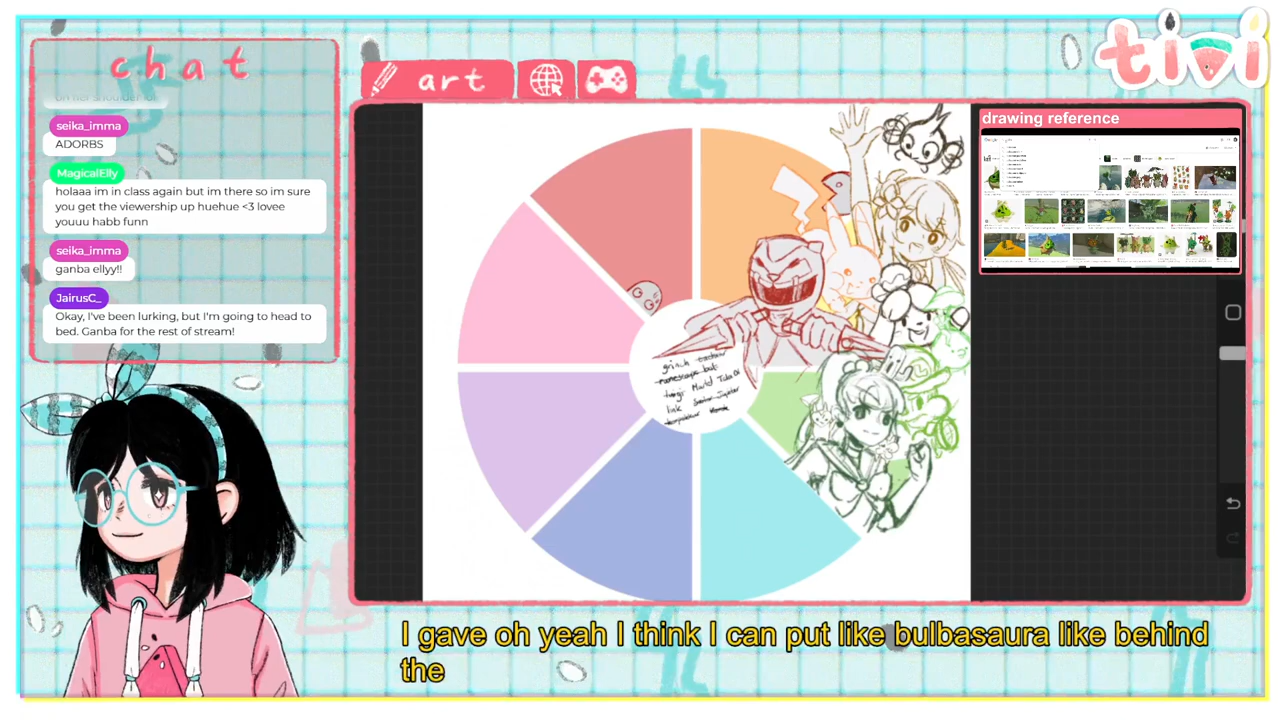 chat
seika_imma
ADORBS
MagicalElly
holaaa im in class again but im there so im sure
you get the viewership up huehue <3 lovee
youuu habb funn
seika_imma
ganba ellyy!!
JairusC_
Okay, I've been lurking, but I'm going to head to
bed. Ganba for the rest of stream!
art
tivi
drawing reference
grinch
link
I gave oh yeah I think I can put like bulbasaura like behind
the